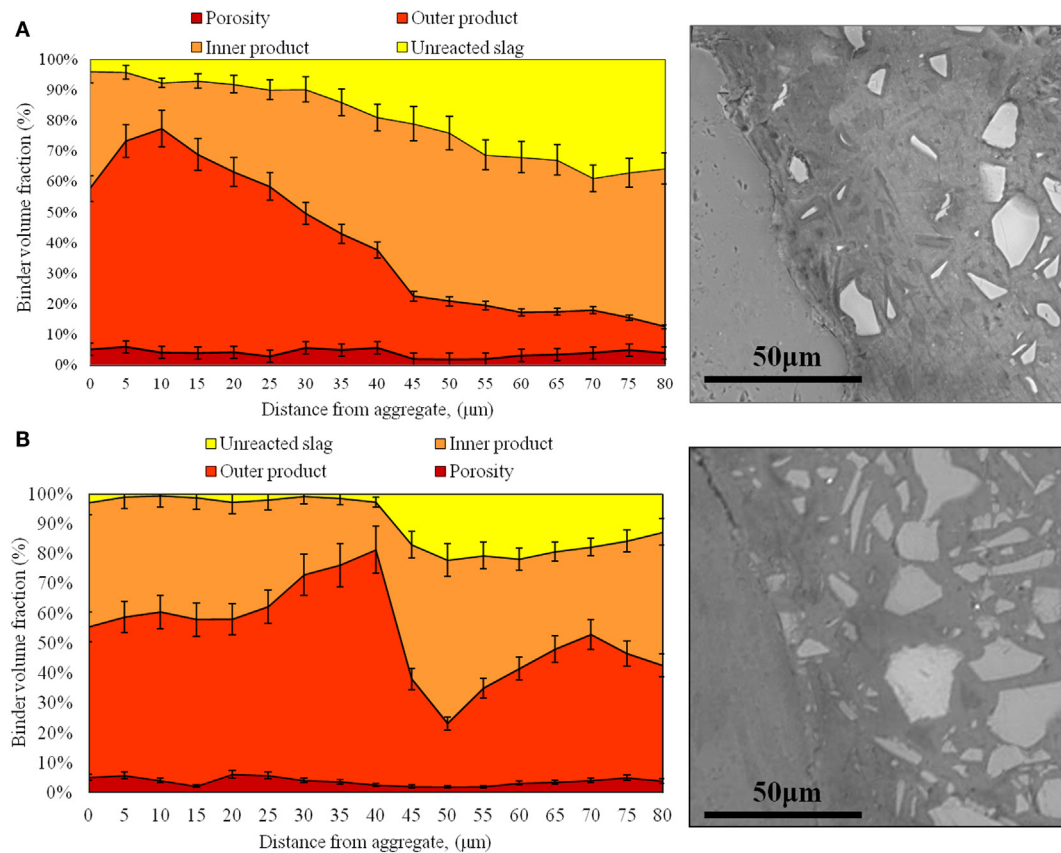 A
Porosity Outer product
Inner product Unreacted slag
Binder volume fraction (%)
100%
90%
80%
70%
60%
50%
40%
30%
20%
10%
0%
0 5 10 15 20 25 30 35 40 45 50 55 60 65 70 75 80
Distance from aggregate, (µm)
50µm
B
Unreacted slag Inner product
Outer product Porosity
Binder volume fraction (%)
100%
90%
80%
70%
60%
50%
40%
30%
20%
10%
0%
0 5 10 15 20 25 30 35 40 45 50 55 60 65 70 75 80
Distance from aggregate, (µm)
50µm